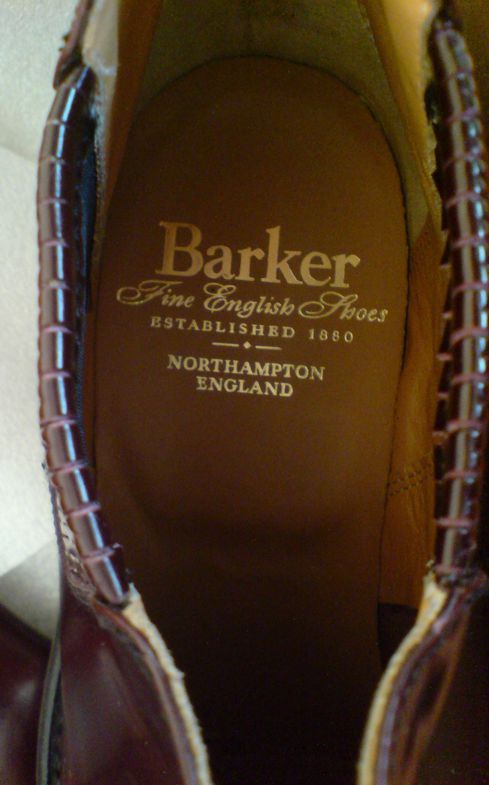 Barker
Fine English Shoes
ESTABLISHED 1880
NORTHAMPTON
ENGLAND